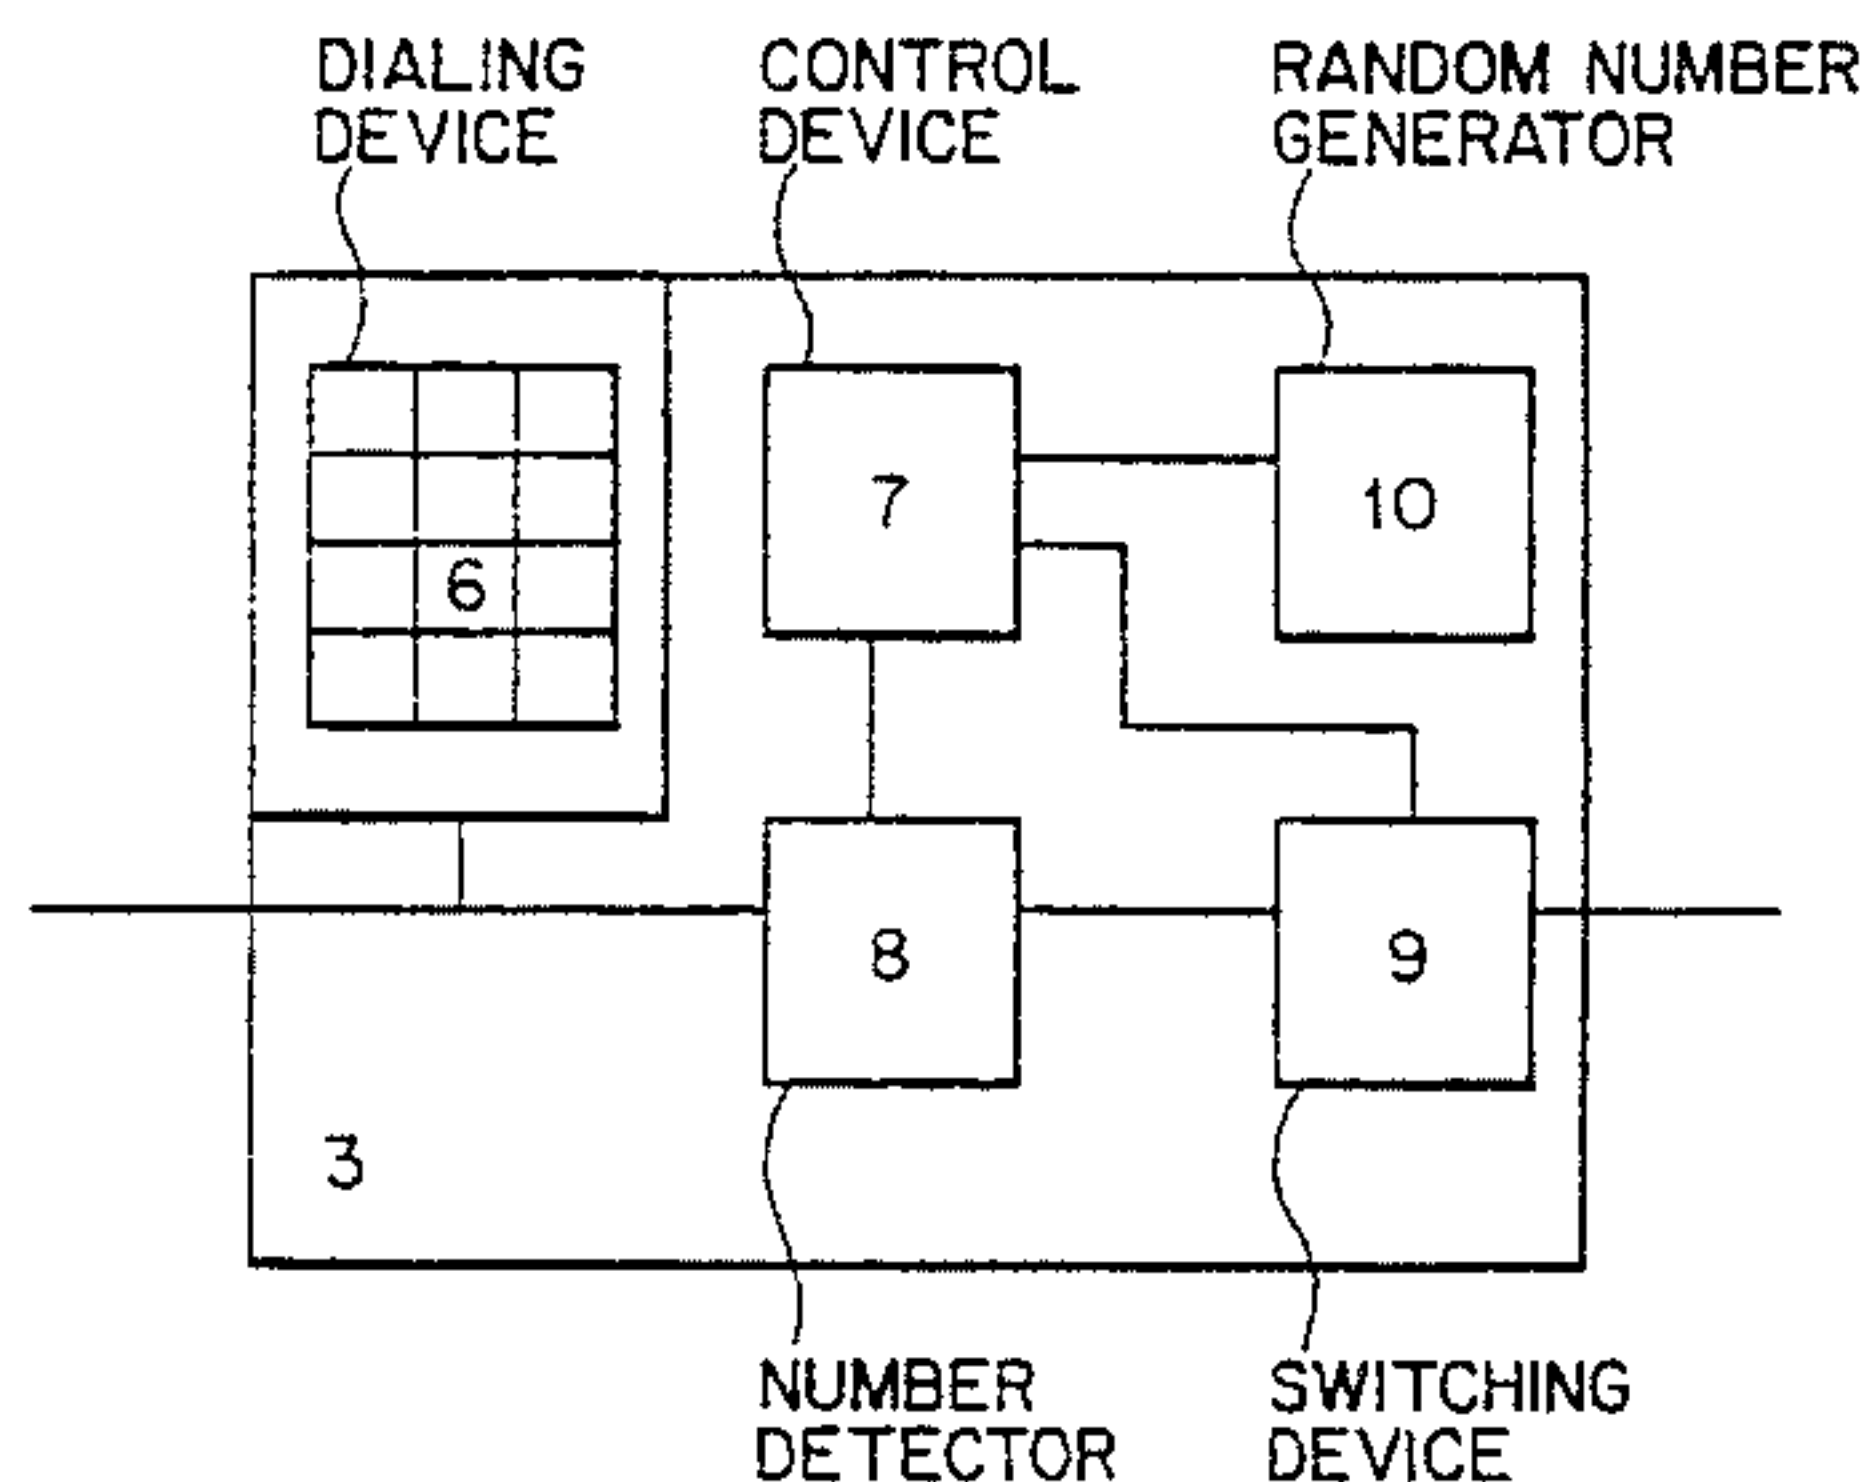 DIALING
DEVICE
CONTROL
DEVICE
RANDOM NUMBER
GENERATOR
7
10
6
8
9
3
NUMBER
DETECTOR
SWITCHING
DEVICE